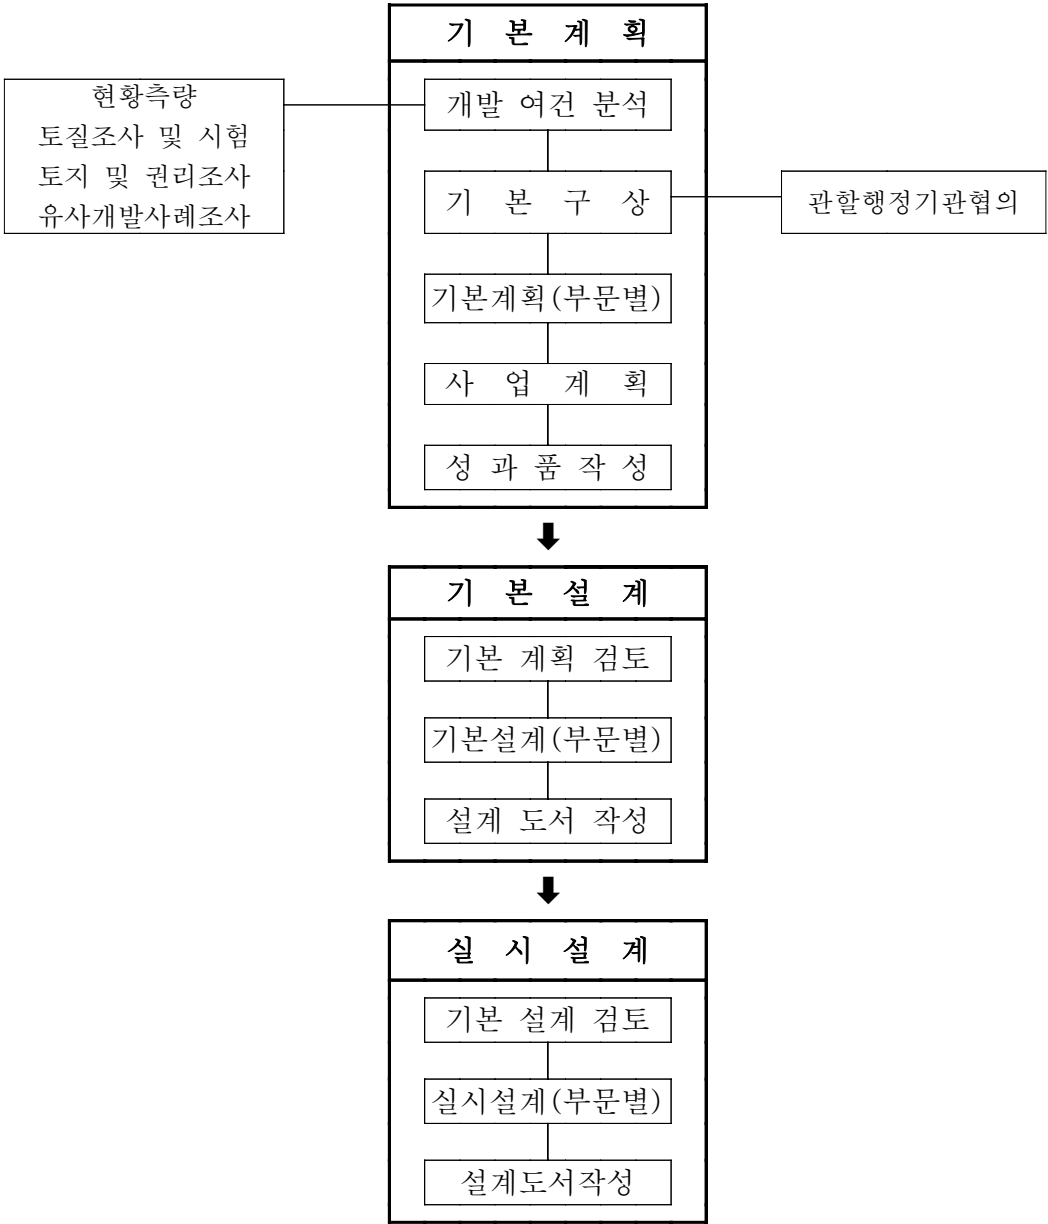 기 본 계 획
현황측량
토질조사 및 시험
토지 및 권리조사
유사개발사례조사
개발 여건 분석
기 본 구 상
관할행정기관협의
기본계획(부문별)
사 업 계 획
성 과 품 작 성
기 본 설 계
기본 계획 검토
기본설계(부문별)
설계 도서 작성
실 시 설 계
기본 설계 검토
실시설계(부문별)
설계도서작성